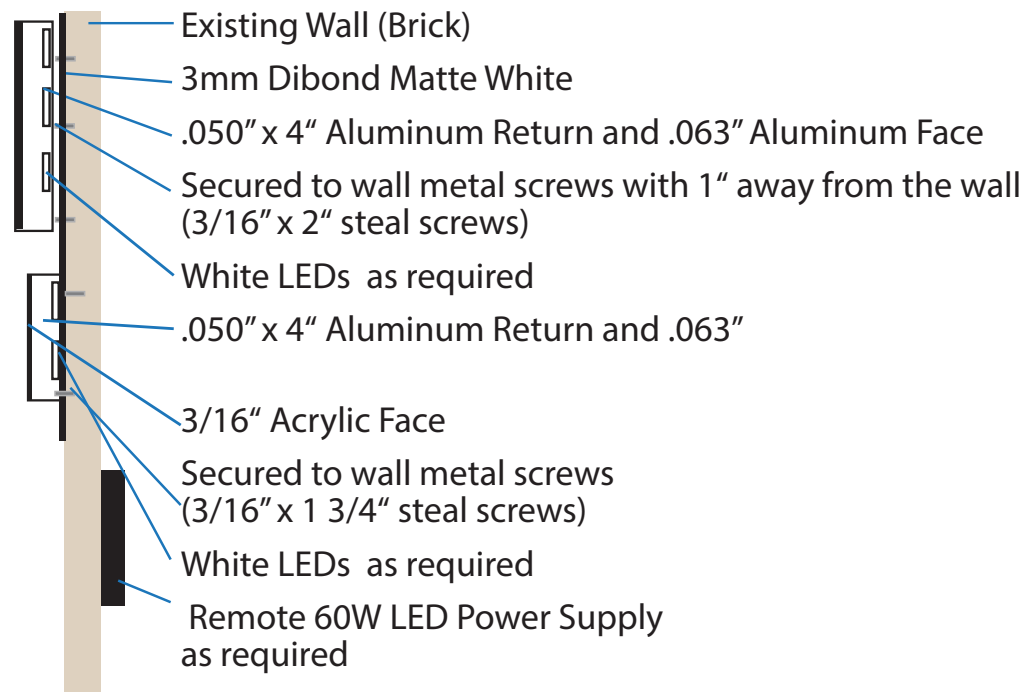 Existing Wall (Brick)
3mm Dibond Matte White
.050” x 4“ Aluminum Return and .063” Aluminum Face
Secured to wall metal screws with 1“ away from the wall
(3/16” x 2“ steal screws)
White LEDs as required
.050” x 4“ Aluminum Return and .063”
3/16“ Acrylic Face
Secured to wall metal screws
(3/16” x 1 3/4“ steal screws)
White LEDs as required
Remote 60W LED Power Supply
as required